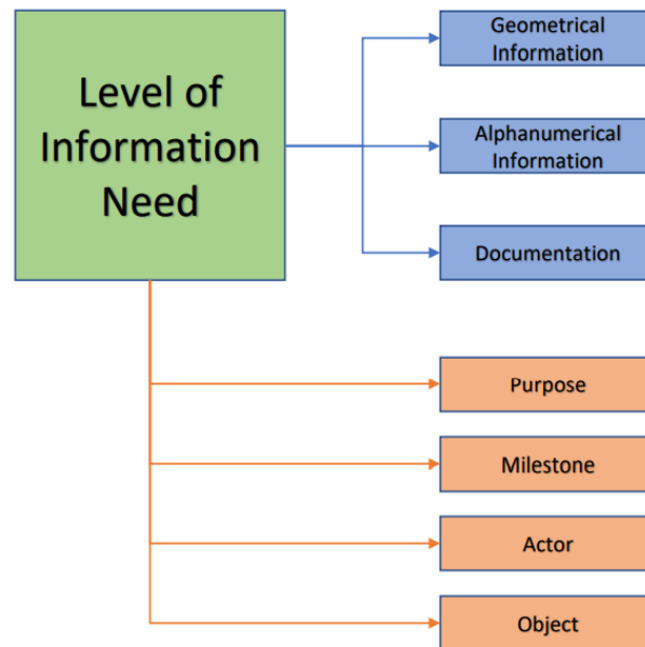 Level of
Information
Need
Geometrical
Information
Alphanumerical
Information
Documentation
Purpose
Milestone
Actor
Object